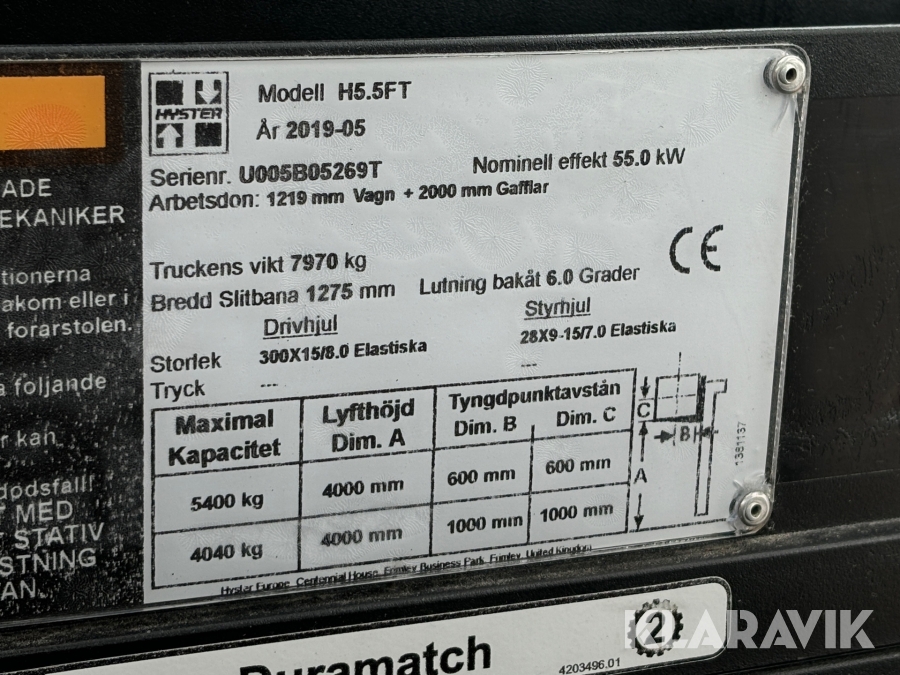 HYSTER
Modell H5.5FT
År 2019-05
Serienr. U005B05269T Nominell effekt 55.0 kW
Arbetsdon: 1219 mm Vagn + 2000 mm Gafflar
CE
Truckens vikt 7970 kg
Bredd Slitbana 1275 mm Lutning bakåt 6.0 Grader
Drivhjul Styrhjul
Storlek 300X15/8.0 Elastiska 28X9-15/7.0 Elastiska
Tryck --- ---
Maximal Kapacitet Lyfthöjd Dim. A Tyngdpunktavstån Dim. B Dim. C
5400 kg 4000 mm 600 mm 600 mm
4040 kg 4000 mm 1000 mm 1000 mm
C
B
A
1381137
Hyster Europe, Centennial House, Frimley Business Park, Frimley, United Kingdom
ADE
EKANIKER
tionerna
akom eller i
förarstolen.
a följande
er kan
dödsfall
MED
STATIV
STNING
AN.
Duramatch
2
4203496.01
KLARAVIK